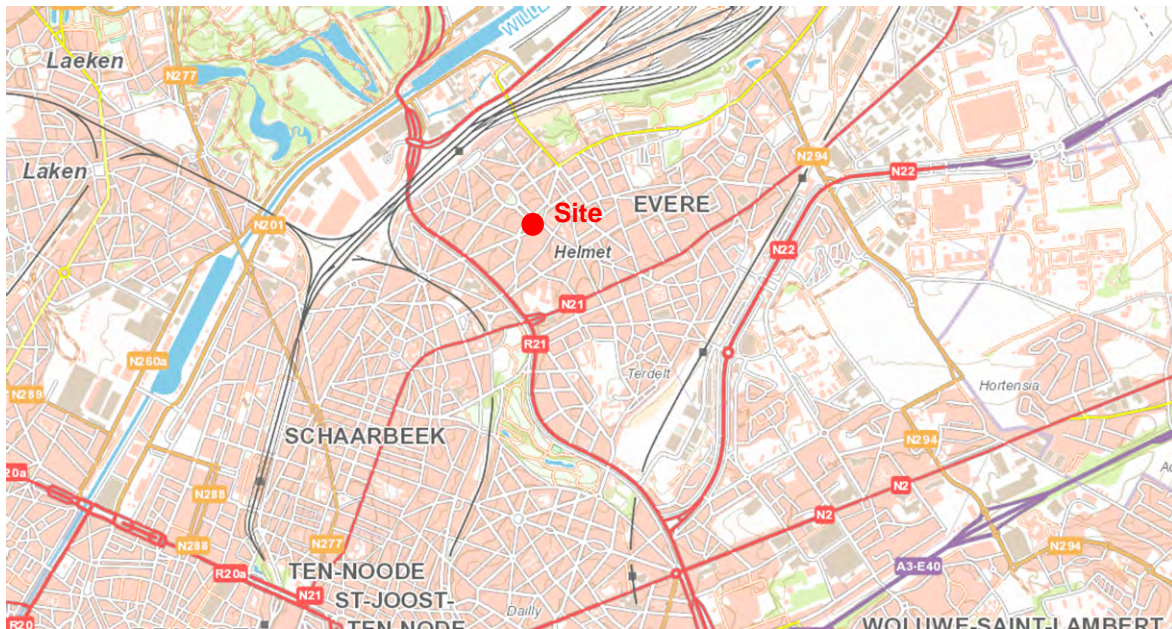 WILLE
Laeken
N277
N294
Laken
N22
Site
EVERE
N201
Helmet
N22
N21
R21
N260a
Terdelt
Hortensia
N289
SCHAARBEEK
N294
20a
N288
N2
N2
N288
N277
N294
A3-E40
R20a
TEN-NOODE
N21
ST-JOOST-
Dailly
R20
TEN-NODE
WOLUWE-SAINT-LAMBERT